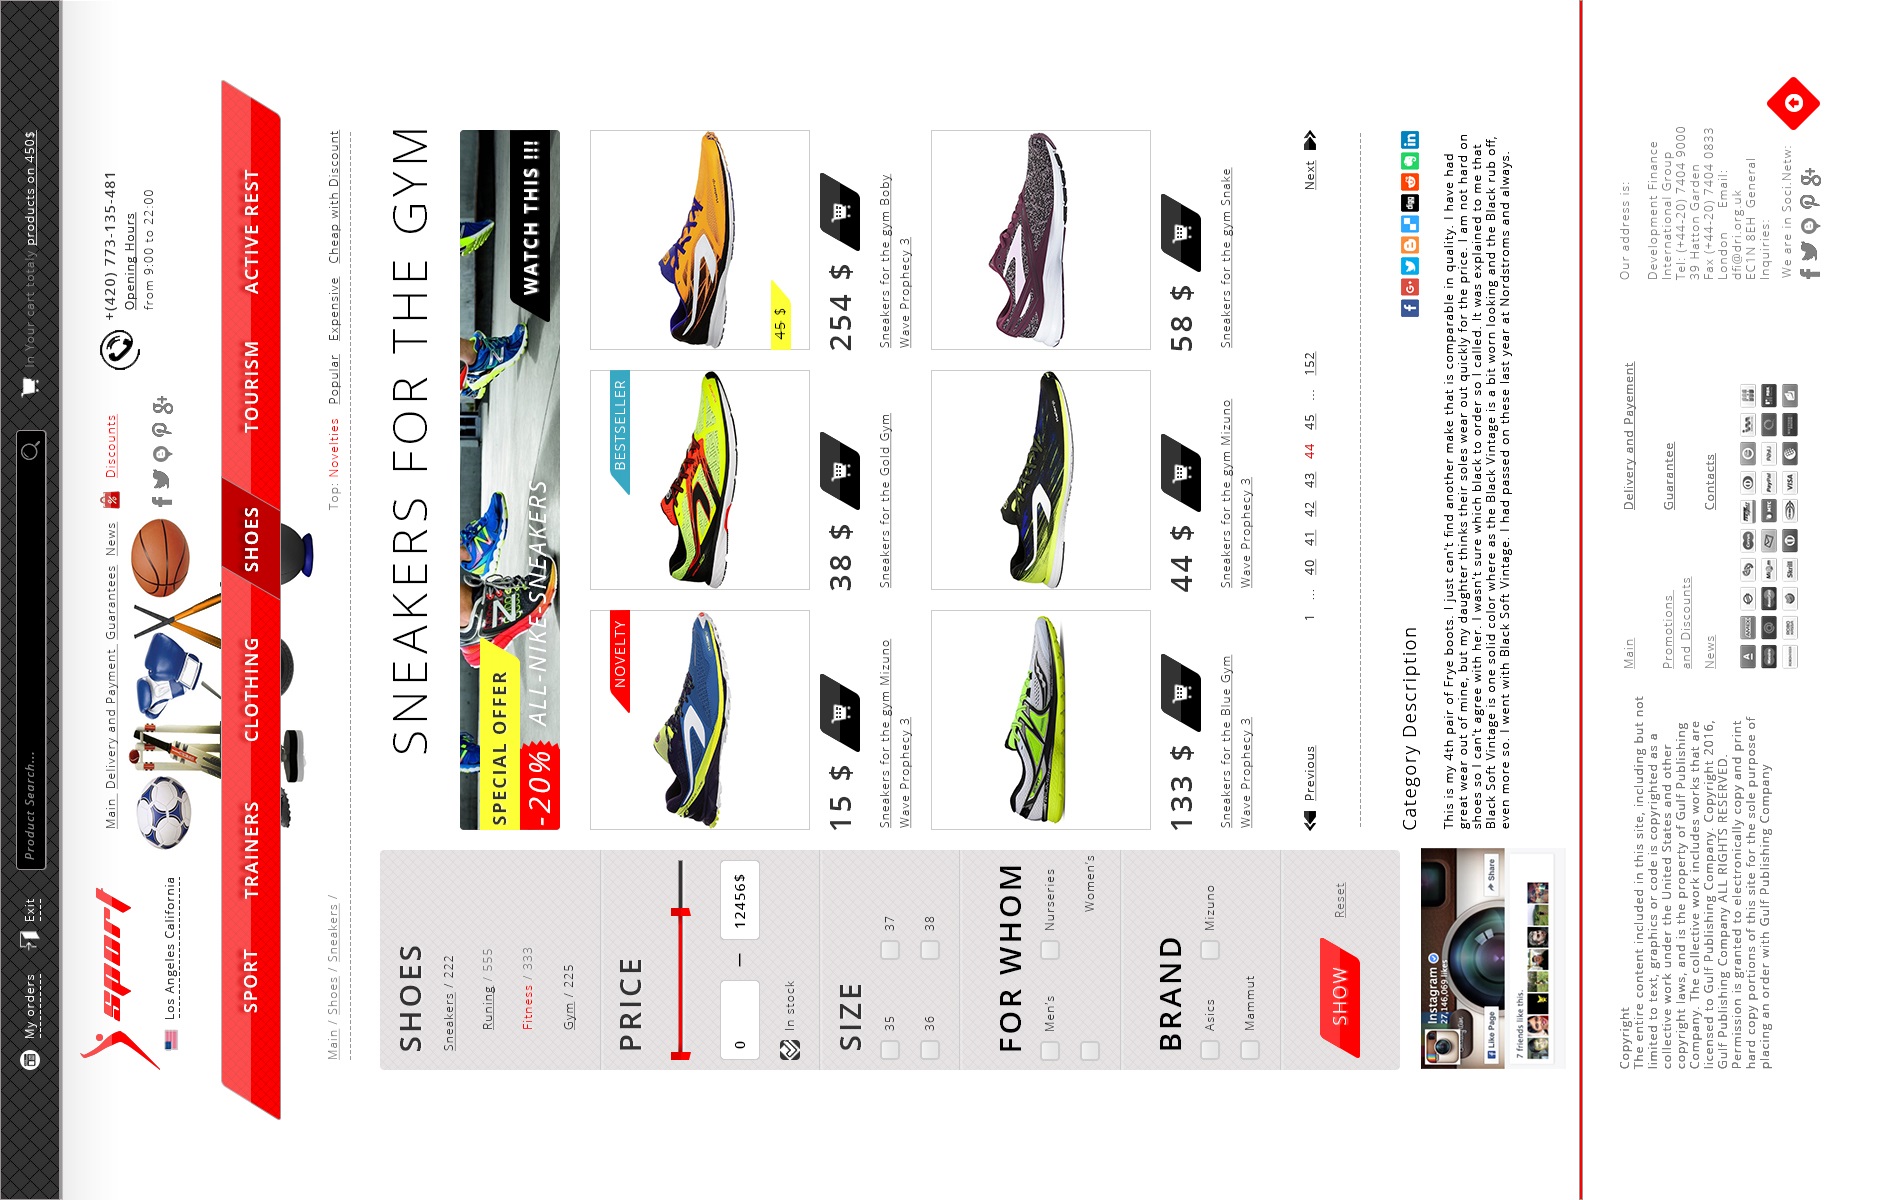 My orders
Exit
Product Search...
In Your cart totaly products on 450$
sport
Los Angeles California
Main
Delivery and Payment
Guarantees
News
Discounts
+(420) 773-135-481
Opening Hours
from 9:00 to 22:00
SPORT
TRAINERS
CLOTHING
SHOES
TOURISM
ACTIVE REST
Main / Shoes / Sneakers /
Top: Novelties
Popular
Expensive
Cheap with Discount
SHOES
Sneakers / 222
Running / 555
Fitness / 333
Gym / 225
PRICE
0
—
12456$
In stock
SIZE
35
37
36
38
FOR WHOM
Men's
Nurseries
Women's
BRAND
Asics
Mizuno
Mammut
SHOW
Reset
Instagram
27,146,069 likes
Like Page
Share
7 friends like this.
SNEAKERS FOR THE GYM
SPECIAL OFFER
-20%
ALL-NIKE-SNEAKERS
WATCH THIS !!!
NOVELTY
15 $
Sneakers for the gym Mizuno
Wave Prophecy 3
BESTSELLER
38 $
Sneakers for the Gold Gym
45 $
254 $
Sneakers for the gym Boby
Wave Prophecy 3
133 $
Sneakers for the Blue Gym
Wave Prophecy 3
44 $
Sneakers for the gym Mizuno
Wave Prophecy 3
58 $
Sneakers for the gym Snake
Previous
1 ... 40 41 42 43 44 45 ... 152
Next
Category Description
This is my 4th pair of Frye boots. I just can't find another make that is comparable in quality. I have had
great wear out of mine, but my daughter thinks their soles wear out quickly for the price. I am not hard on
shoes so I can't agree with her. I wasn't sure which black to order so I called. It was explained to me that
Black Soft Vintage is one solid color where as the Black Vintage is a bit worn looking and the Black rub off,
even more so. I went with Black Soft Vintage. I had passed on these last year at Nordstroms and always.
Copyright
The entire content included in this site, including but not
limited to text, graphics or code is copyrighted as a
collective work under the United States and other
copyright laws, and is the property of Gulf Publishing
Company. The collective work includes works that are
licensed to Gulf Publishing Company. Copyright 2016,
Gulf Publishing Company ALL RIGHTS RESERVED.
Permission is granted to electronically copy and print
hard copy portions of this site for the sole purpose of
placing an order with Gulf Publishing Company
Main
Promotions
and Discounts
News
Delivery and Payement
Guarantee
Contacts
PayPal
VISA
Skrill
Our address is:
Development Finance
International Group
Tel: (+44-20) 7404 9000
39 Hatton Garden
Fax (+44-20) 7404 0833
London Email:
dfi@dri.org.uk
EC1N 8EH General
Inquiries:
We are in Soci.Netw: